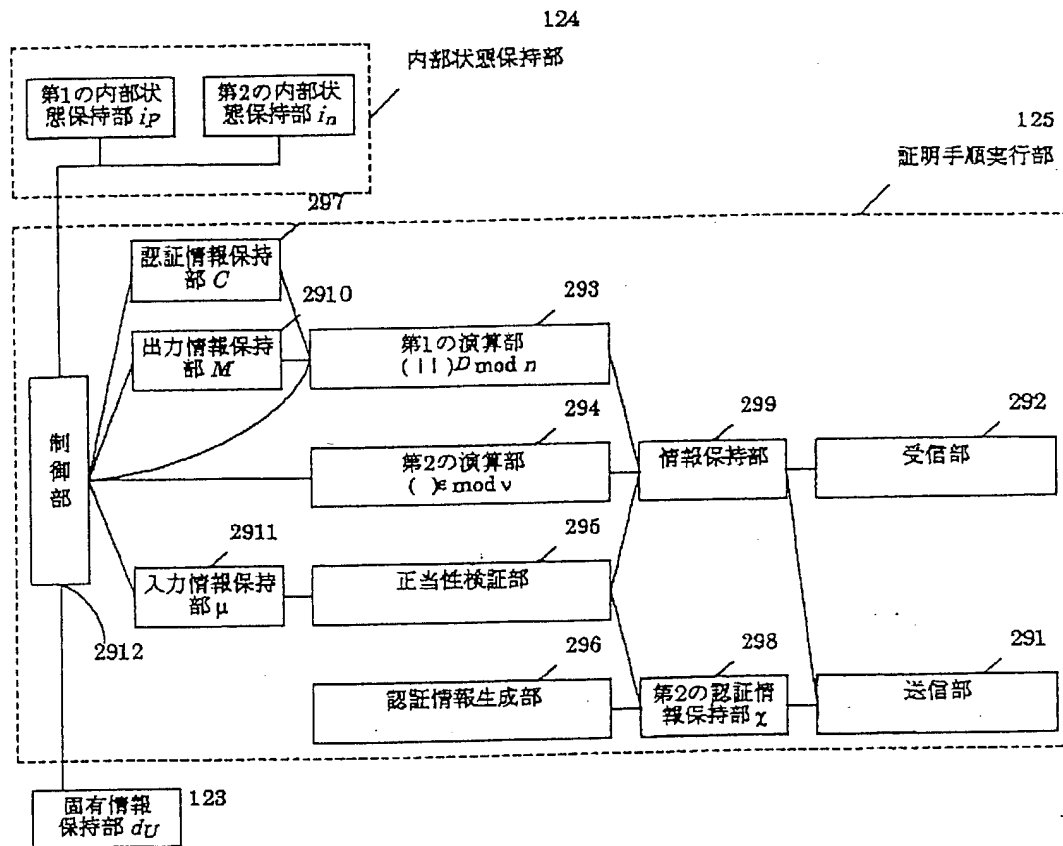 124
内部状態保持部
第1の内部状
態保持部 iP
第2の内部状
態保持部 in
125
証明手順実行部
297
認証情報保持
部 C
2910
出力情報保持
部 M
293
第1の演算部
( || )D mod n
制
御
部
294
第2の演算部
( )ε mod ν
299
情報保持部
292
受信部
2911
入力情報保持
部 μ
295
正当性検証部
2912
296
認証情報生成部
298
第2の認証情
報保持部 χ
291
送信部
固有情報
保持部 dU
123